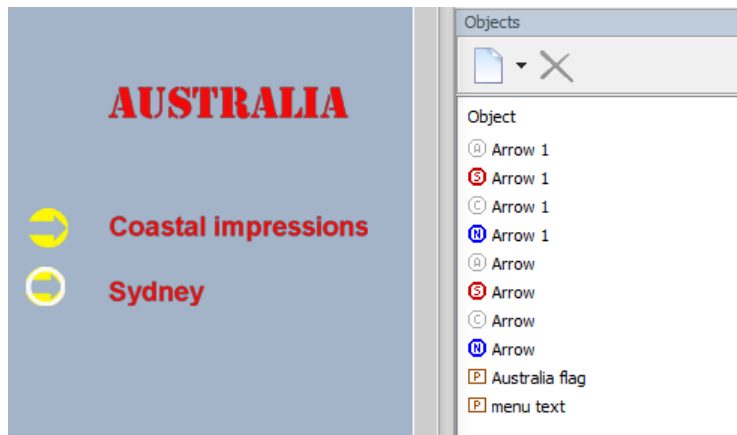 AUSTRALIA
Coastal impressions
Sydney
Objects
Object
A Arrow 1
S Arrow 1
C Arrow 1
N Arrow 1
A Arrow
S Arrow
C Arrow
N Arrow
P Australia flag
P menu text